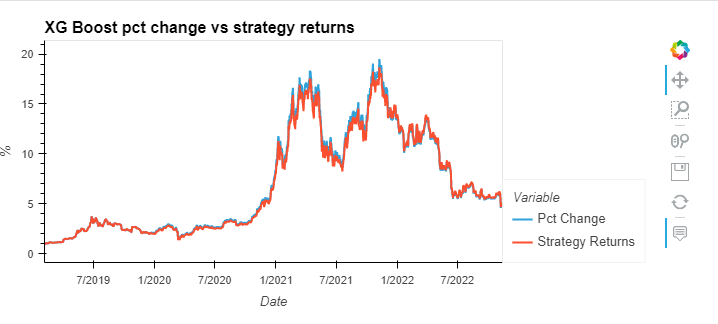 XG Boost pct change vs strategy returns
20
15
10
5
0
%
7/2019 1/2020 7/2020 1/2021 7/2021 1/2022 7/2022
Date
Variable
Pct Change
Strategy Returns